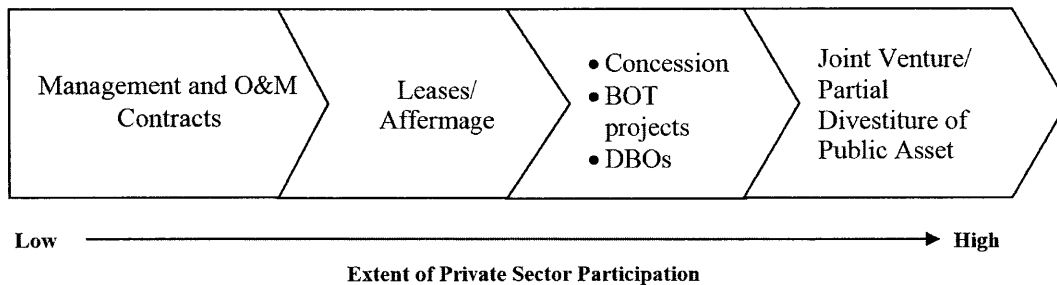 Management and O&M
Contracts
Leases/
Affermage
• Concession
• BOT
projects
• DBOs
Joint Venture/
Partial
Divestiture of
Public Asset
Low
High
Extent of Private Sector Participation